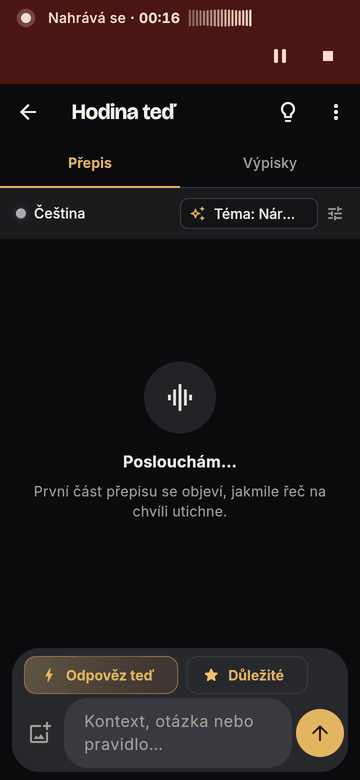 Nahrává se · 00:16
Hodina teď
Přepis
Výpisky
Čeština
Téma: Nár...
Poslouchám...
První část přepisu se objeví, jakmile řeč na
chvíli utichne.
Odpověz teď
Důležité
Kontext, otázka nebo
pravidlo...